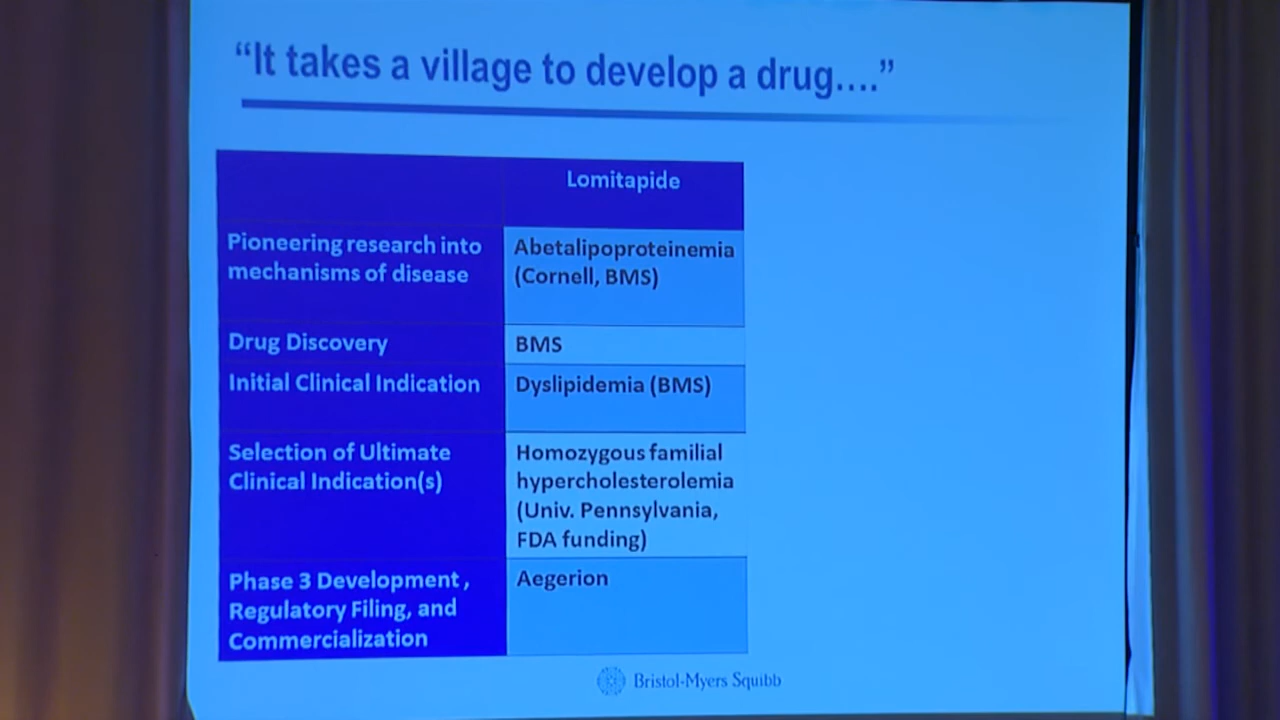 “It takes a village to develop a drug….”
Lomitapide
Pioneering research into
mechanisms of disease
Abetalipoproteinemia
(Cornell, BMS)
Drug Discovery
BMS
Initial Clinical Indication
Dyslipidemia (BMS)
Selection of Ultimate
Clinical Indication(s)
Homozygous familial
hypercholesterolemia
(Univ. Pennsylvania,
FDA funding)
Phase 3 Development,
Regulatory Filing, and
Commercialization
Aegerion
Bristol-Myers Squibb